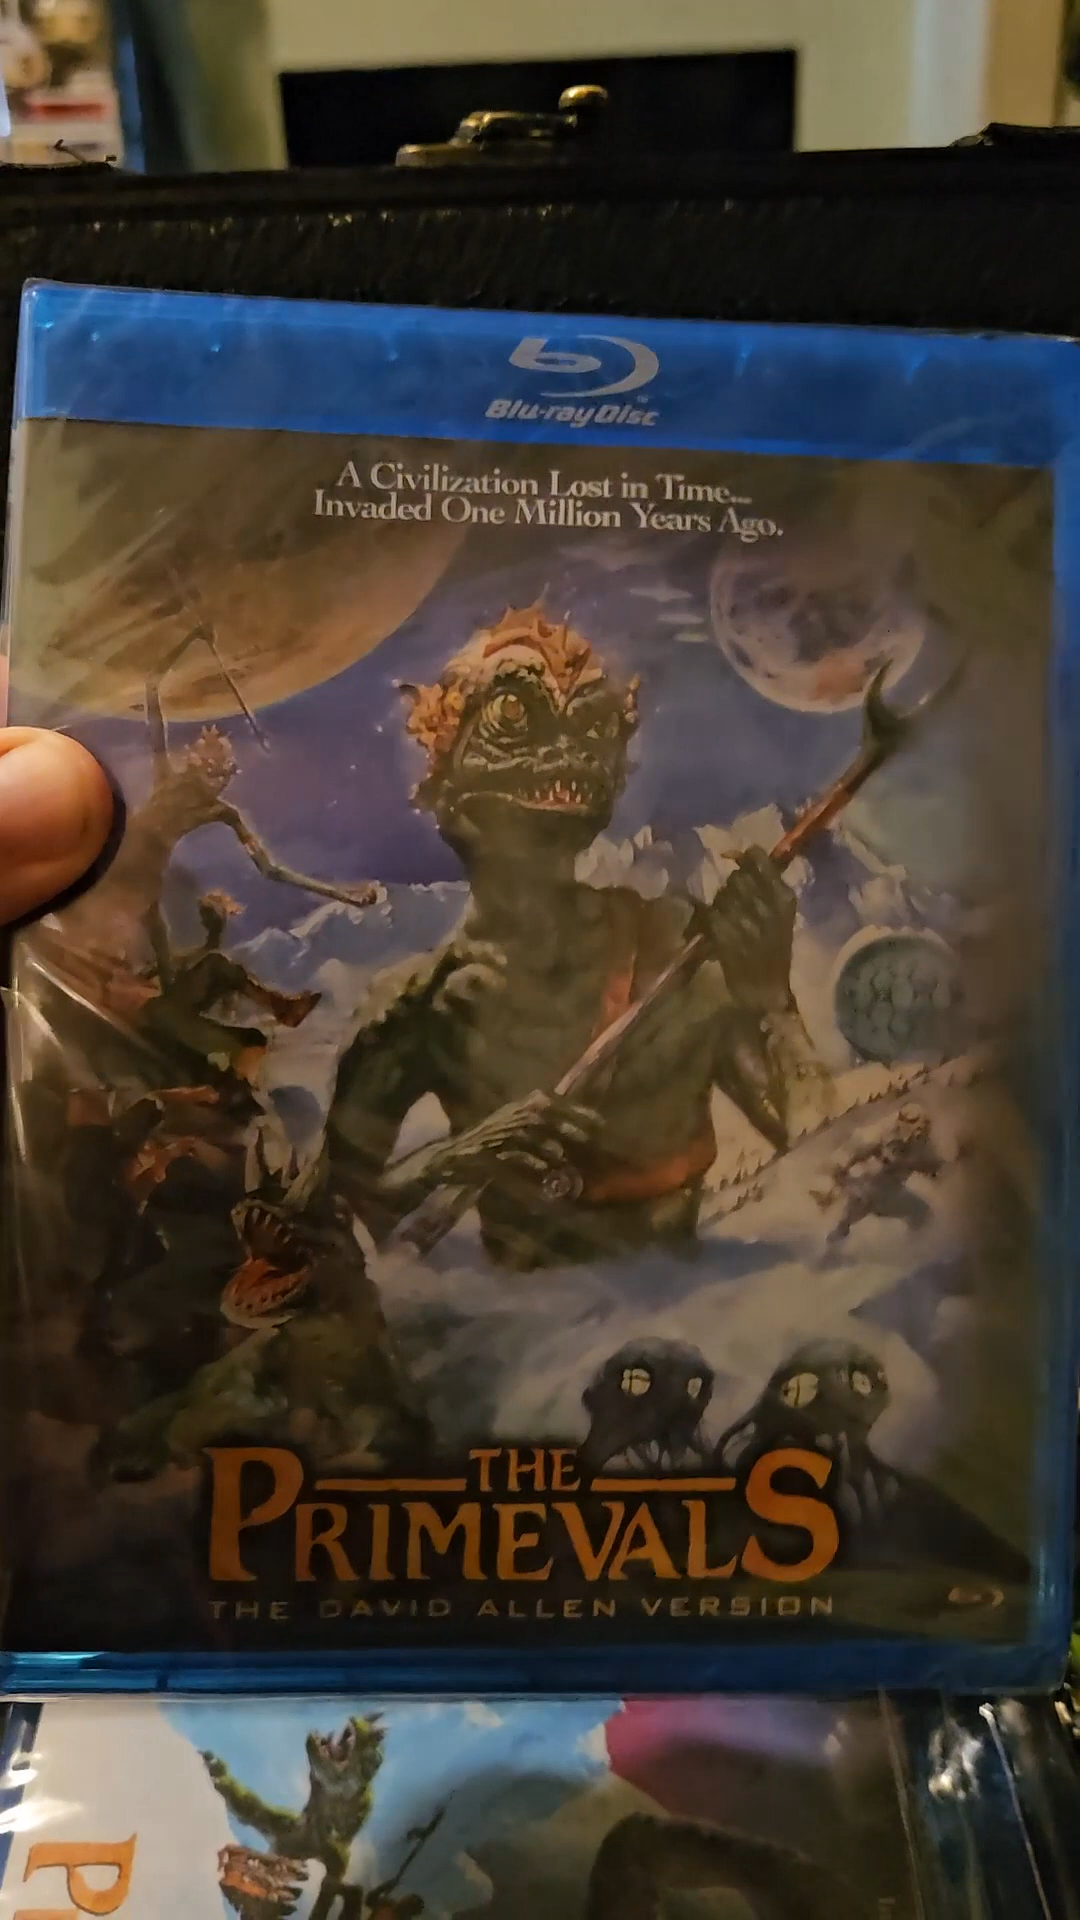 Blu-ray Disc
A Civilization Lost in Time...
Invaded One Million Years Ago.
THE
PRIMEVALS
THE DAVID ALLEN VERSION